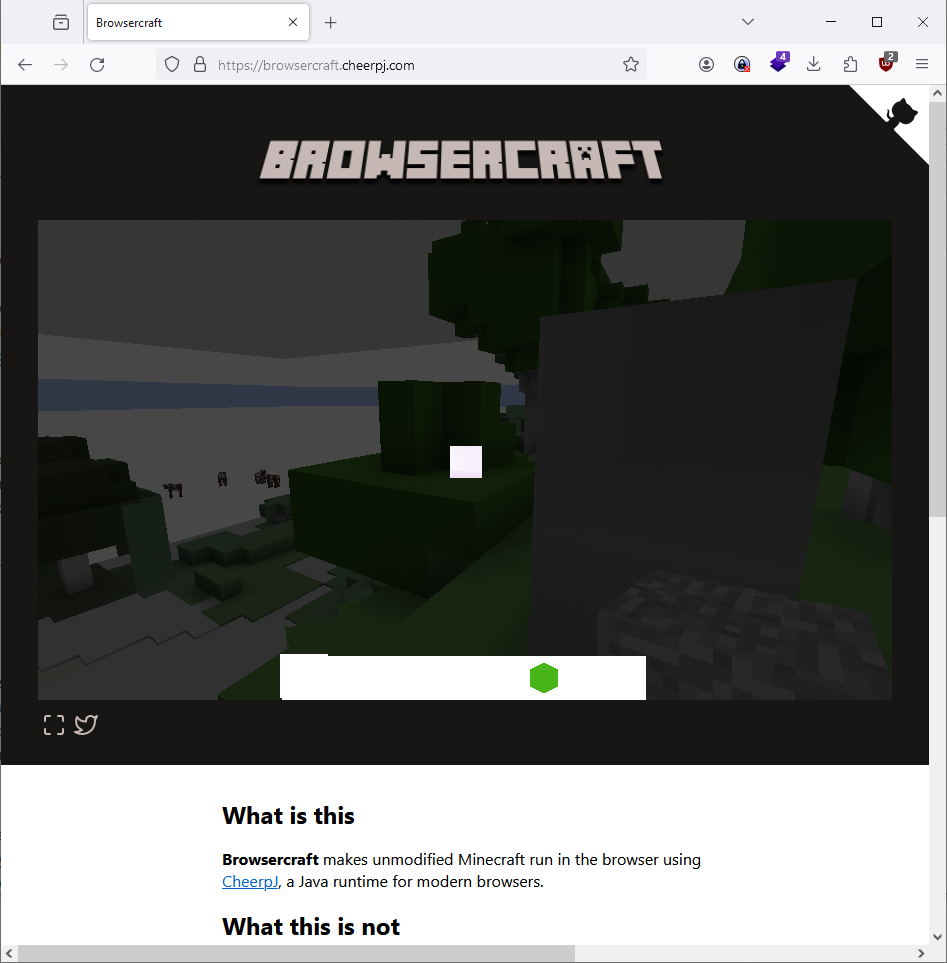 Browsercraft
https://browsercraft.cheerpj.com
4
2
BROWSERCRAFT
What is this
Browsercraft makes unmodified Minecraft run in the browser using
CheerpJ, a Java runtime for modern browsers.
What this is not